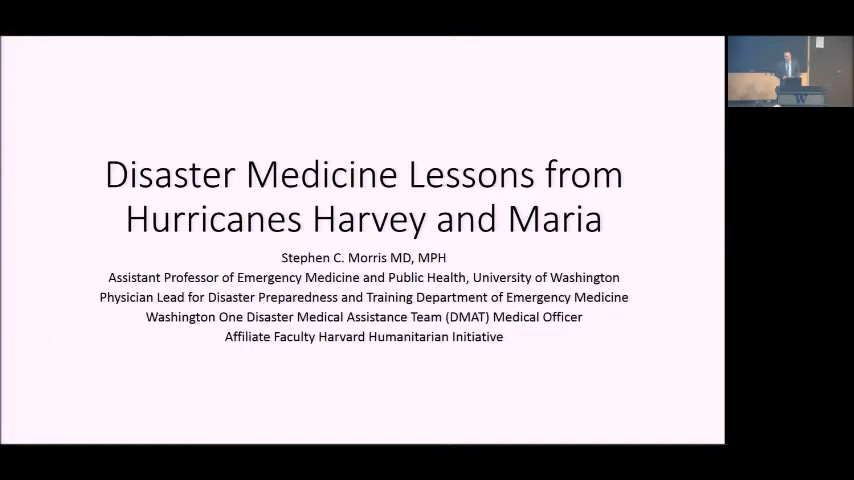 Disaster Medicine Lessons from
Hurricanes Harvey and Maria
Stephen C. Morris MD, MPH
Assistant Professor of Emergency Medicine and Public Health, University of Washington
Physician Lead for Disaster Preparedness and Training Department of Emergency Medicine
Washington One Disaster Medical Assistance Team (DMAT) Medical Officer
Affiliate Faculty Harvard Humanitarian Initiative
W